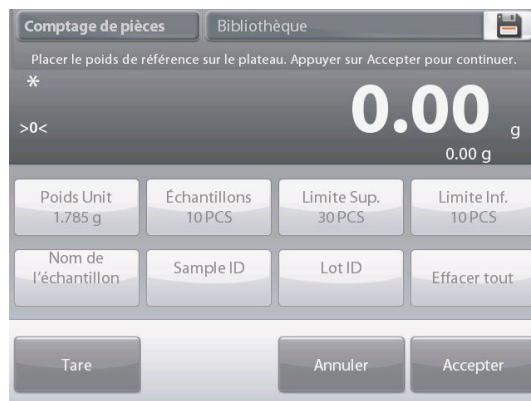 Comptage de pièces
Bibliothèque
Placer le poids de référence sur le plateau. Appuyer sur Accepter pour continuer.
*
>0<
0.00 g
0.00 g
Poids Unit
1.785 g
Échantillons
10 PCS
Limite Sup.
30 PCS
Limite Inf.
10 PCS
Nom de
l'échantillon
Sample ID
Lot ID
Effacer tout
Tare
Annuler
Accepter